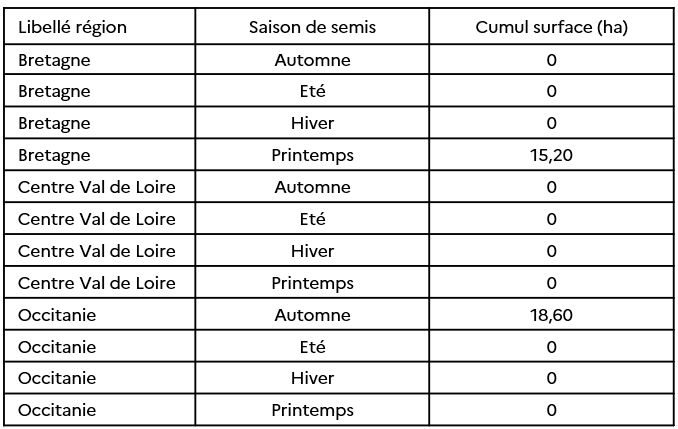 Libellé région Saison de semis Cumul surface (ha)
Bretagne Automne 0
Bretagne Eté 0
Bretagne Hiver 0
Bretagne Printemps 15,20
Centre Val de Loire Automne 0
Centre Val de Loire Eté 0
Centre Val de Loire Hiver 0
Centre Val de Loire Printemps 0
Occitanie Automne 18,60
Occitanie Eté 0
Occitanie Hiver 0
Occitanie Printemps 0